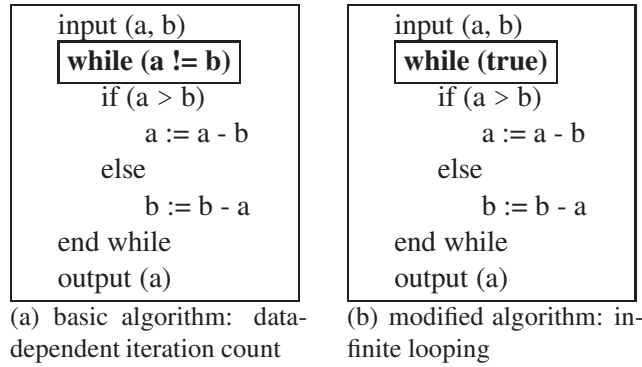 input (a, b)
while (a != b)
if (a > b)
a := a - b
else
b := b - a
end while
output (a)
(a) basic algorithm: data-
dependent iteration count
input (a, b)
while (true)
if (a > b)
a := a - b
else
b := b - a
end while
output (a)
(b) modified algorithm: in-
finite looping